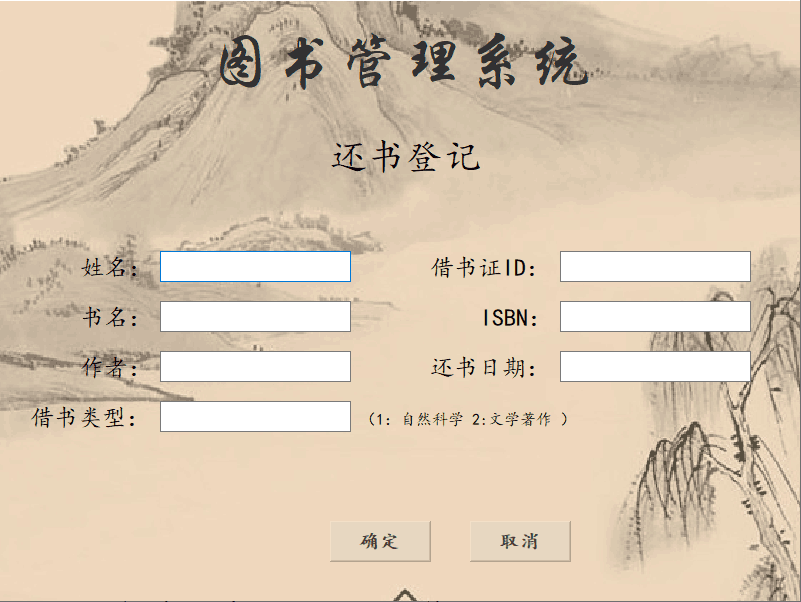 图书管理系统
还书登记
姓名： 借书证ID：
书名： ISBN：
作者： 还书日期：
借书类型： （1：自然科学 2:文学著作 ）
确定 取消